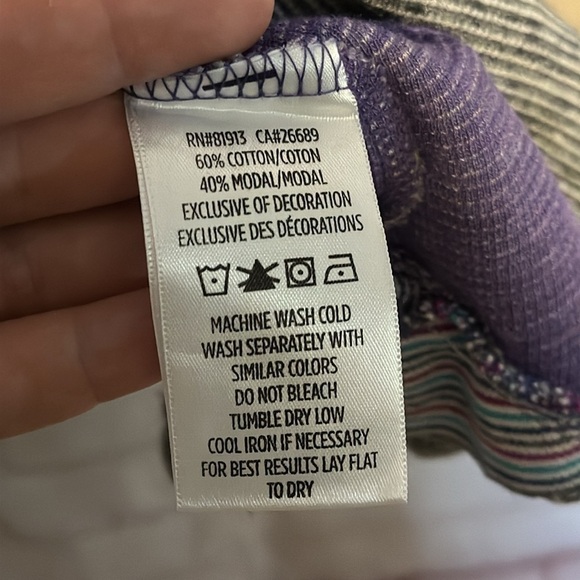 RN#81913 CA#26689
60% COTTON/COTON
40% MODAL/MODAL
EXCLUSIVE OF DECORATION
EXCLUSIVE DES DÉCORATIONS
MACHINE WASH COLD
WASH SEPARATELY WITH
SIMILAR COLORS
DO NOT BLEACH
TUMBLE DRY LOW
COOL IRON IF NECESSARY
FOR BEST RESULTS LAY FLAT
TO DRY